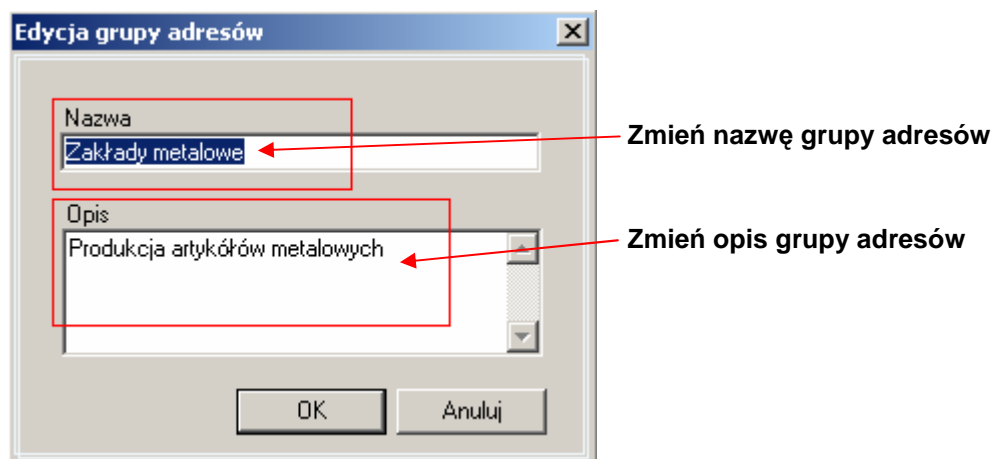 Edycja grupy adresów
Nazwa
Zakłady metalowe
Zmień nazwę grupy adresów
Opis
Produkcja artykółów metalowych
Zmień opis grupy adresów
OK
Anuluj